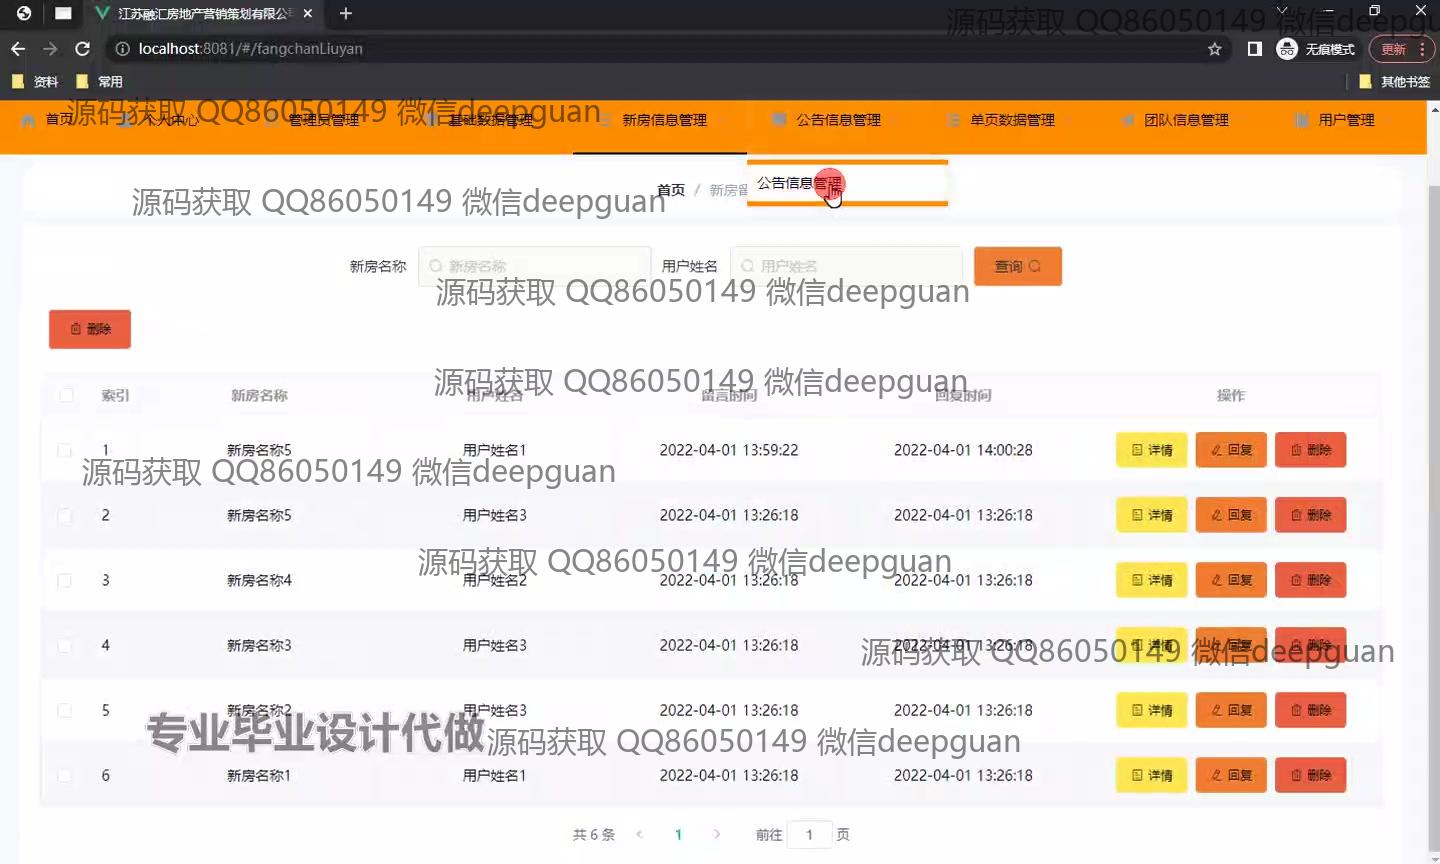 江苏融汇房地产营销策划有限公
源码获取 QQ86050149 微信deepgu
localhost:8081/#/fangchanLiuyan
无痕模式
更新
资料
常用
其他书签
源码获取 QQ86050149 微信deepguan
首页
个人中心
管理员管理
基础数据管理
新房信息管理
公告信息管理
单页数据管理
团队信息管理
用户管理
首页 / 新房留
公告信息管理
源码获取 QQ86050149 微信deepguan
新房名称
新房名称
用户姓名
用户姓名
查询
源码获取 QQ86050149 微信deepguan
删除
源码获取 QQ86050149 微信deepguan
索引 新房名称 用户姓名 留言时间 回复时间 操作
1 新房名称5 用户姓名1 2022-04-01 13:59:22 2022-04-01 14:00:28 详情 回复 删除
源码获取 QQ86050149 微信deepguan
2 新房名称5 用户姓名3 2022-04-01 13:26:18 2022-04-01 13:26:18 详情 回复 删除
源码获取 QQ86050149 微信deepguan
3 新房名称4 用户姓名2 2022-04-01 13:26:18 2022-04-01 13:26:18 详情 回复 删除
4 新房名称3 用户姓名3 2022-04-01 13:26:18 2022-04-01 13:26:18 详情 回复 删除
源码获取 QQ86050149 微信deepguan
5 新房名称2 用户姓名3 2022-04-01 13:26:18 2022-04-01 13:26:18 详情 回复 删除
专业毕业设计代做
源码获取 QQ86050149 微信deepguan
6 新房名称1 用户姓名1 2022-04-01 13:26:18 2022-04-01 13:26:18 详情 回复 删除
共 6 条 1 前往 1 页